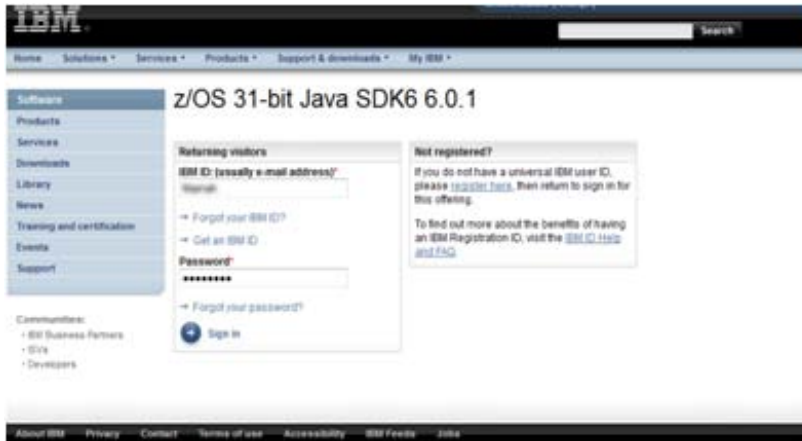 IBM
Search
Home Solutions Services Products Support & downloads My IBM
Software
Products
Services
Downloads
Library
News
Training and certification
Events
Support
Communities:
IBM Business Partners
ISVs
Developers
z/OS 31-bit Java SDK6 6.0.1
Returning visitors
IBM ID: (usually e-mail address)*
Forgot your IBM ID?
Get an IBM ID
Password*
Forgot your password?
Sign in
Not registered?
If you do not have a universal IBM user ID,
please register here, then return to sign in for
this offering.
To find out more about the benefits of having
an IBM Registration ID, visit the IBM ID Help
and FAQ.
About IBM Privacy Contact Terms of use Accessibility IBM Feeds Jobs